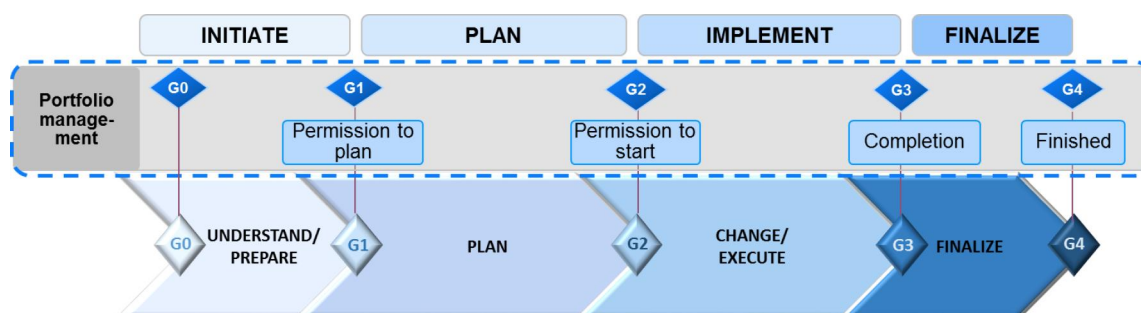 INITIATE
PLAN
IMPLEMENT
FINALIZE
Portfolio
manage-
ment
G0
G1
G2
G3
G4
Permission to
plan
Permission to
start
Completion
Finished
G0
UNDERSTAND/
PREPARE
G1
PLAN
G2
CHANGE/
EXECUTE
G3
FINALIZE
G4